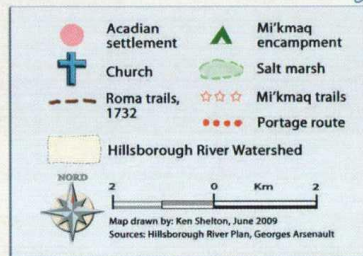 Acadian
settlement
Mi'kmaq
encampment
Church
Salt marsh
Roma trails,
1732
Mi'kmaq trails
Portage route
Hillsborough River Watershed
NORD
2 0 Km 2
Map drawn by: Ken Shelton, June 2009
Sources: Hillsborough River Plan, Georges Arsenault